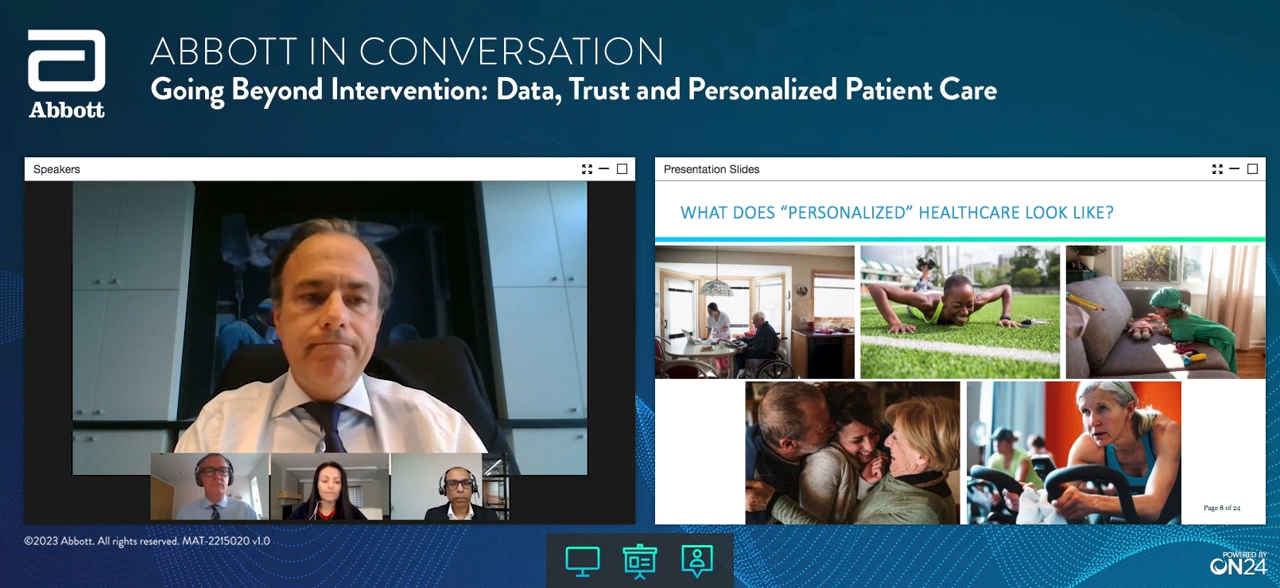 Abbott
ABBOTT IN CONVERSATION
Going Beyond Intervention: Data, Trust and Personalized Patient Care
Speakers
Presentation Slides
WHAT DOES “PERSONALIZED” HEALTHCARE LOOK LIKE?
Page 8 of 24
©2023 Abbott. All rights reserved. MAT-2215020 v1.0
POWERED BY
ON24